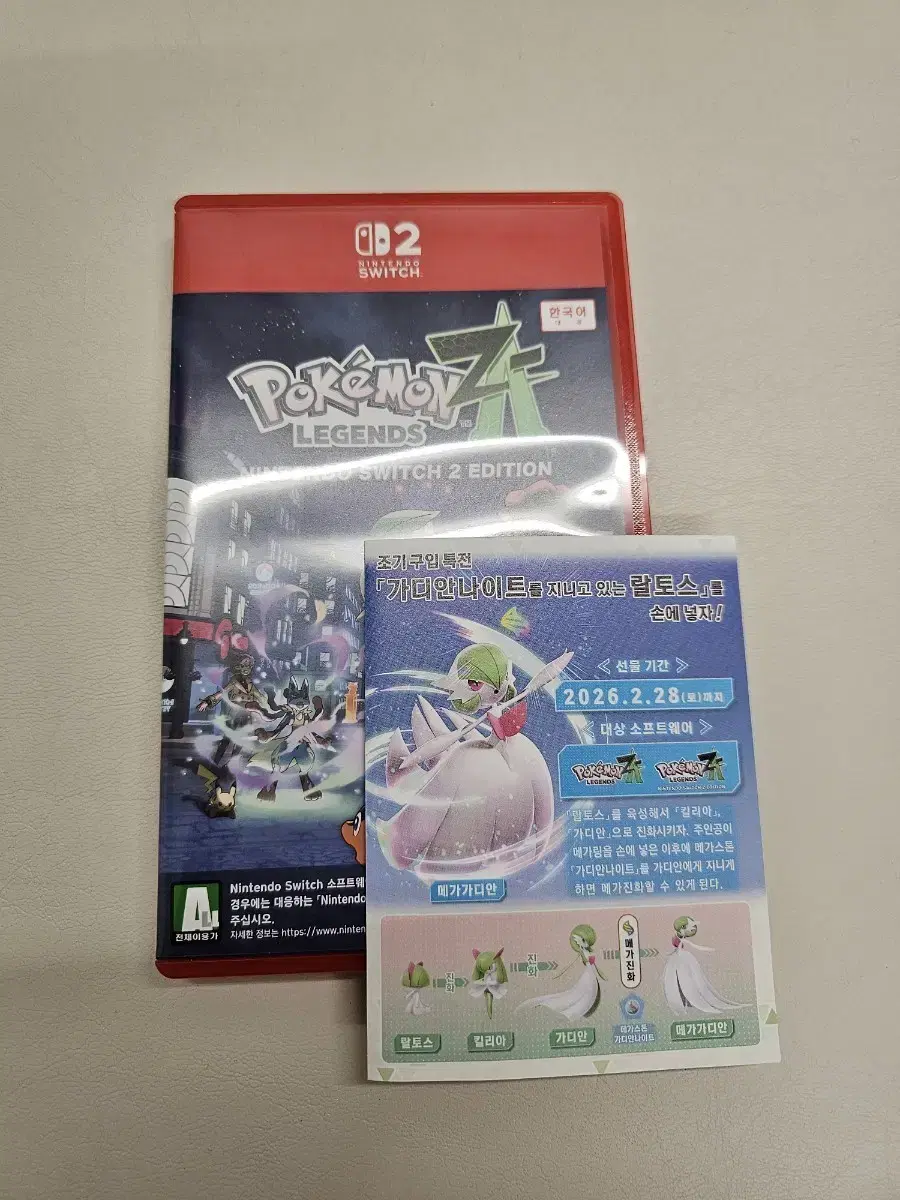 2
NINTENDO
SWITCH
한국어
POKÉMON
LEGENDS
ZA
NINTENDO SWITCH 2 EDITION
Nintendo Switch 소프트웨
경우에는 대응하는 「Nintendo
주십시오.
자세한 정보는 https://www.ninten
전체이용가
조기 구입 특전
「가디안나이트를 지니고 있는 랄토스」를
손에 넣자!
≪ 선물 기간 ≫
2026.2.28(토)까지
≪ 대상 소프트웨어 ≫
POKÉMON LEGENDS ZA
POKÉMON LEGENDS ZA
NINTENDO SWITCH 2 EDITION
「랄토스」를 육성해서 「킬리아」,
「가디안」으로 진화시키자. 주인공이
메가링을 손에 넣은 이후에 메가스톤
「가디안나이트」를 가디안에게 지니게
하면 메가진화할 수 있게 된다.
메가가디안
진화
진화
메가진화
랄토스
킬리아
가디안
메가스톤
가디안나이트
메가가디안